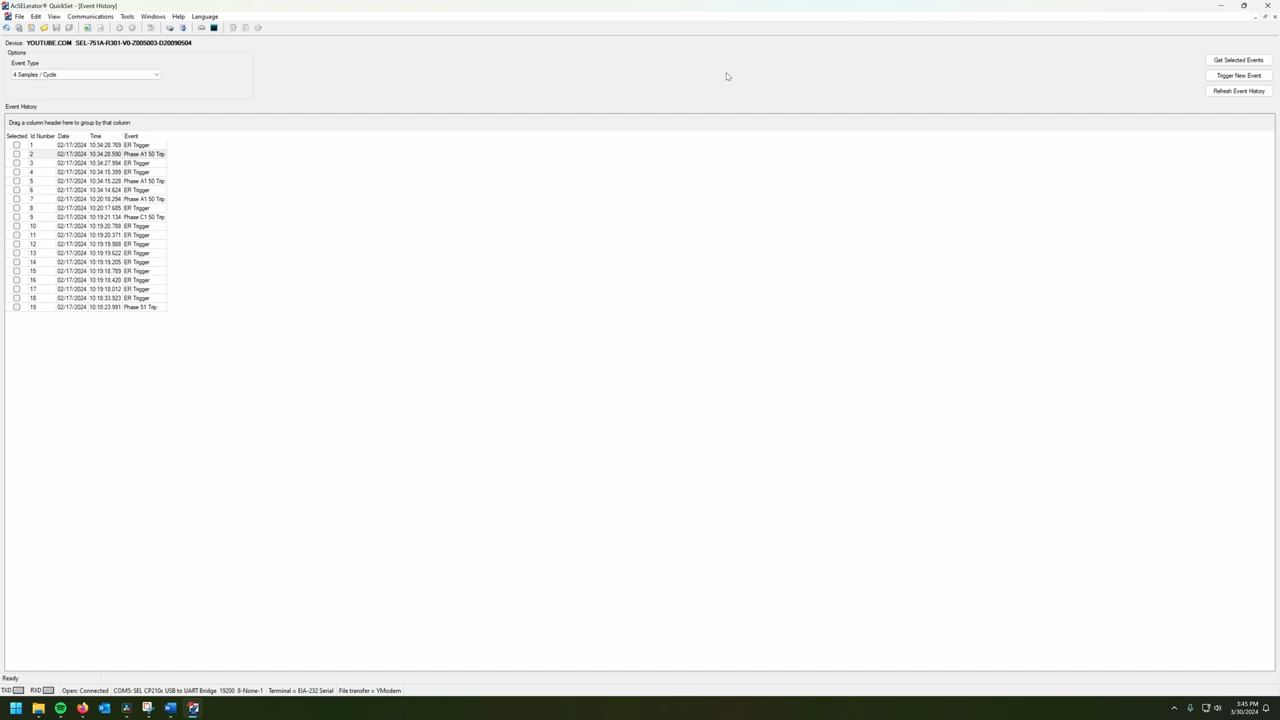 AcSELerator® QuickSet - [Event History]
File Edit View Communications Tools Windows Help Language
Device: YOUTUBE.COM SEL-751A-R301-V0-Z005003-D20090504
Options
Event Type
4 Samples / Cycle
Get Selected Events
Trigger New Event
Refresh Event History
Event History
Drag a column header here to group by that column
Selected Id Number Date Time Event
1 02/17/2024 10:34:28.769 ER Trigger
2 02/17/2024 10:34:28.590 Phase A1 50 Trip
3 02/17/2024 10:34:27.994 ER Trigger
4 02/17/2024 10:34:15.399 ER Trigger
5 02/17/2024 10:34:15.228 Phase A1 50 Trip
6 02/17/2024 10:34:14.624 ER Trigger
7 02/17/2024 10:20:18.294 Phase A1 50 Trip
8 02/17/2024 10:20:17.685 ER Trigger
9 02/17/2024 10:19:21.134 Phase C1 50 Trip
10 02/17/2024 10:19:20.788 ER Trigger
11 02/17/2024 10:19:20.371 ER Trigger
12 02/17/2024 10:19:19.988 ER Trigger
13 02/17/2024 10:19:19.622 ER Trigger
14 02/17/2024 10:19:19.205 ER Trigger
15 02/17/2024 10:19:18.789 ER Trigger
16 02/17/2024 10:19:18.420 ER Trigger
17 02/17/2024 10:19:18.012 ER Trigger
18 02/17/2024 10:18:33.923 ER Trigger
19 02/17/2024 10:18:23.991 Phase 51 Trip
Ready
TXD RXD Open: Connected COM5: SEL CP210x USB to UART Bridge 19200 8-None-1 Terminal = EIA-232 Serial File transfer = YModem
3:45 PM
3/30/2024